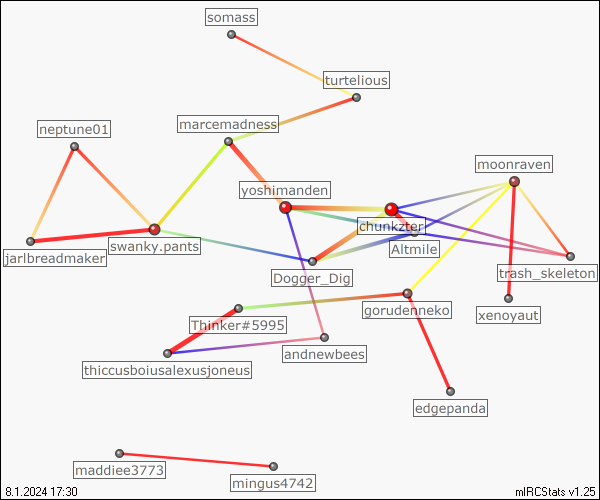 somass
turtelious
marcemadness
neptune01
moonraven
yoshimanden
chunkzter
swanky.pants
Altmile
jarlbreadmaker
trash_skeleton
Dogger_Dig
gorudenneko
xenoyaut
Thinker#5995
andnewbees
thiccusboiusalexusjoneus
edgepanda
maddiee3773
mingus4742
8.1.2024 17:30
mIRCStats v1.25